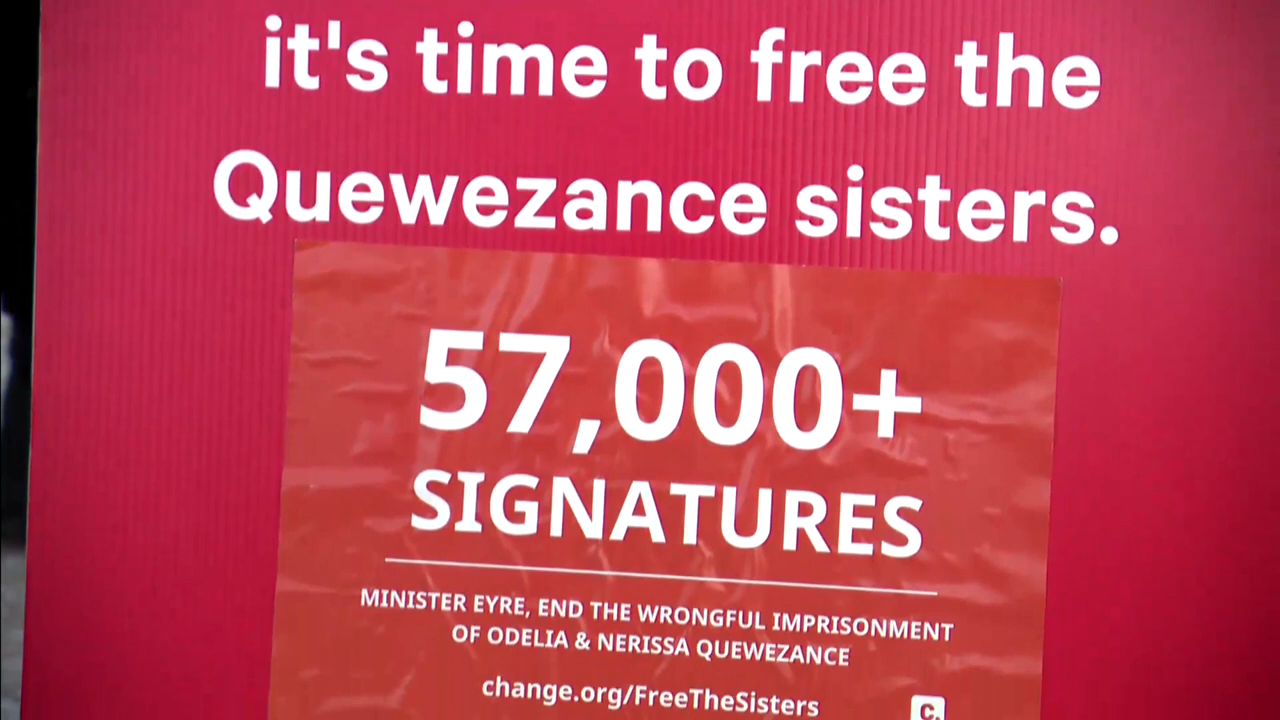 it's time to free the
Quewezance sisters.
57,000+
SIGNATURES
MINISTER EYRE, END THE WRONGFUL IMPRISONMENT
OF ODELIA & NERISSA QUEWEZANCE
change.org/FreeTheSisters
c.